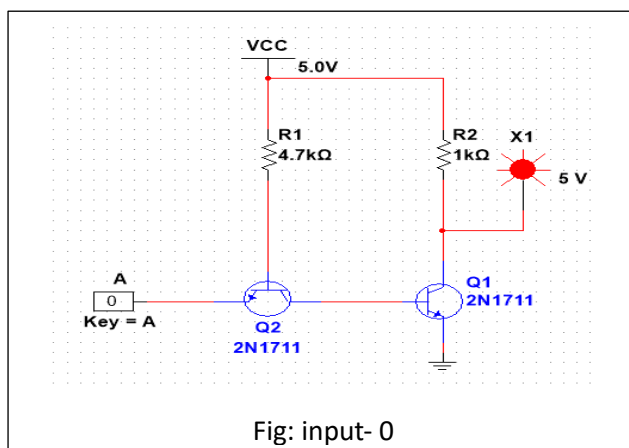 VCC
5.0V
R1
4.7kΩ
R2
1kΩ
X1
5 V
A
0
Key = A
Q2
2N1711
Q1
2N1711
Fig: input- 0